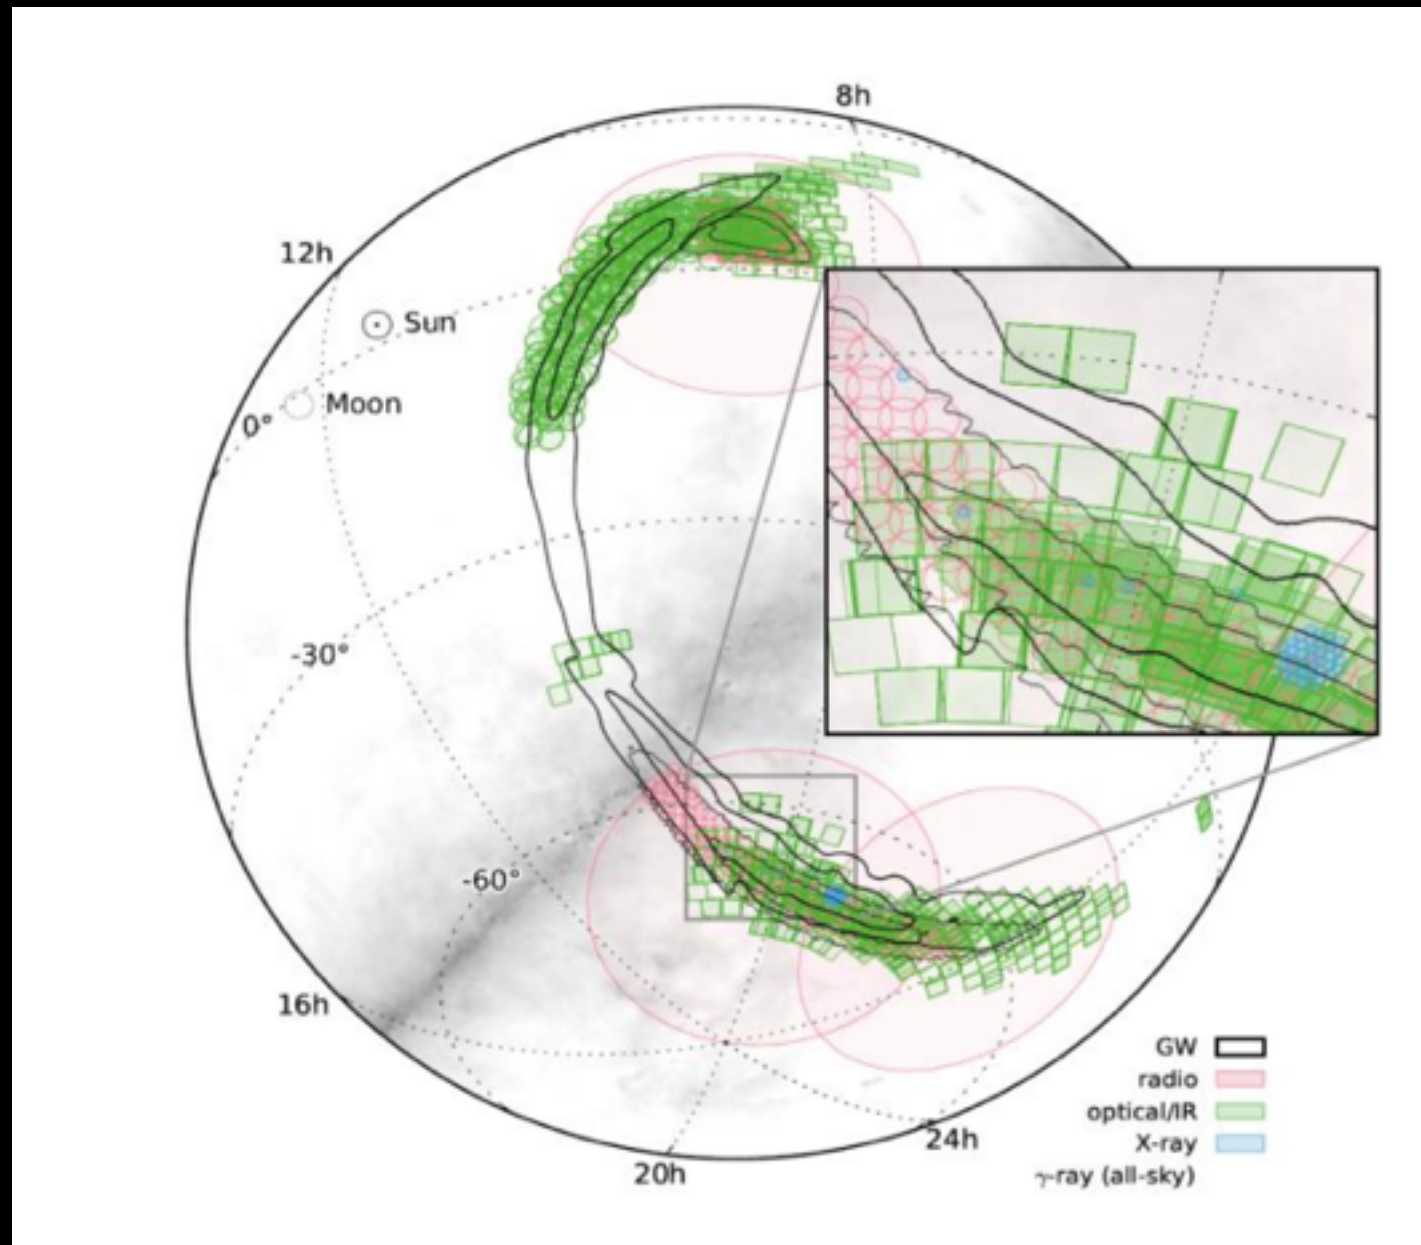 8h
12h
Sun
Moon
0°
-30°
-60°
16h
GW
radio
optical/IR
X-ray
24h
20h
γ-ray (all-sky)